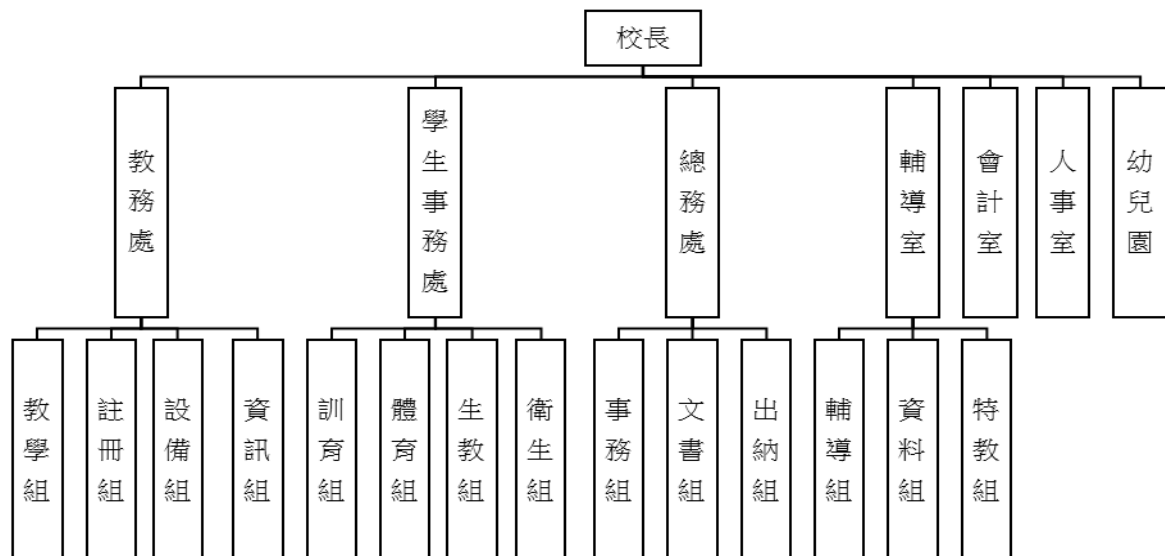 校長
教務處
學生事務處
總務處
輔導室
會計室
人事室
幼兒園
教學組
註冊組
設備組
資訊組
訓育組
體育組
生教組
衛生組
事務組
文書組
出納組
輔導組
資料組
特教組